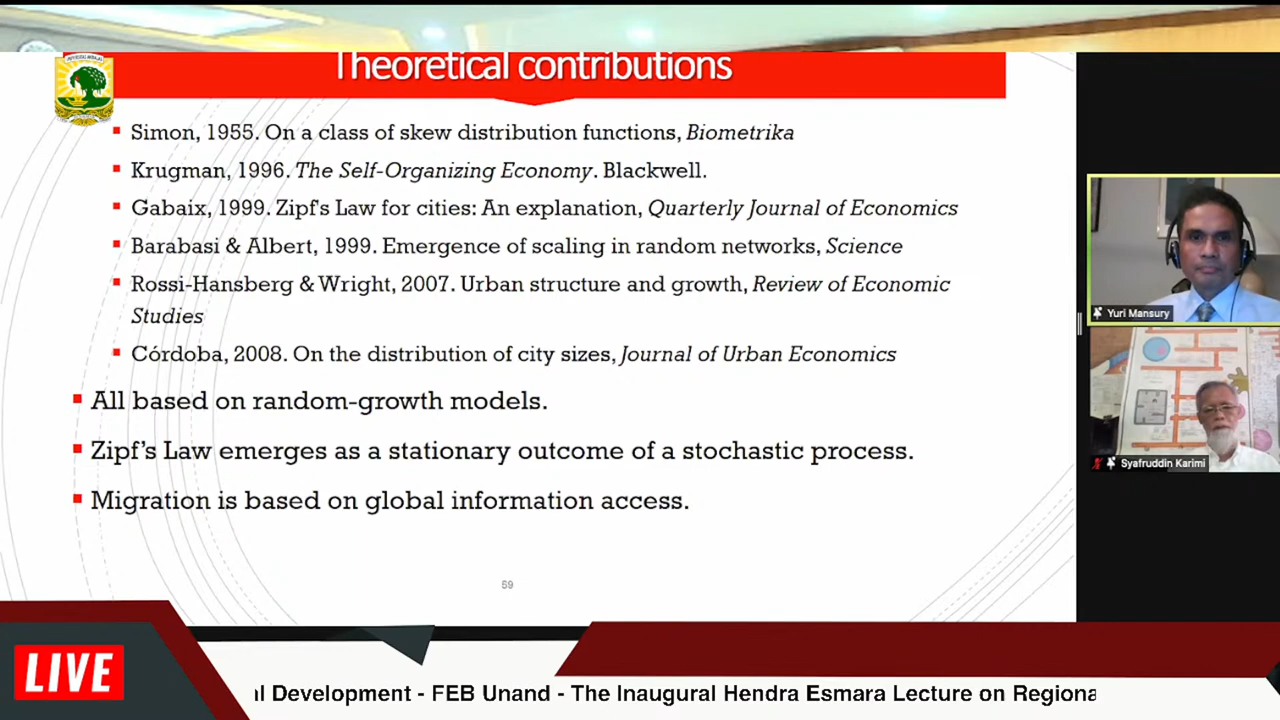 Theoretical contributions
Simon, 1955. On a class of skew distribution functions, Biometrika
Krugman, 1996. The Self-Organizing Economy. Blackwell.
Gabaix, 1999. Zipf's Law for cities: An explanation, Quarterly Journal of Economics
Barabasi & Albert, 1999. Emergence of scaling in random networks, Science
Rossi-Hansberg & Wright, 2007. Urban structure and growth, Review of Economic
Studies
Córdoba, 2008. On the distribution of city sizes, Journal of Urban Economics
All based on random-growth models.
Zipf’s Law emerges as a stationary outcome of a stochastic process.
Migration is based on global information access.
59
Yuri Mansury
Syafruddin Karimi
LIVE
l Development - FEB Unand - The Inaugural Hendra Esmara Lecture on Regiona